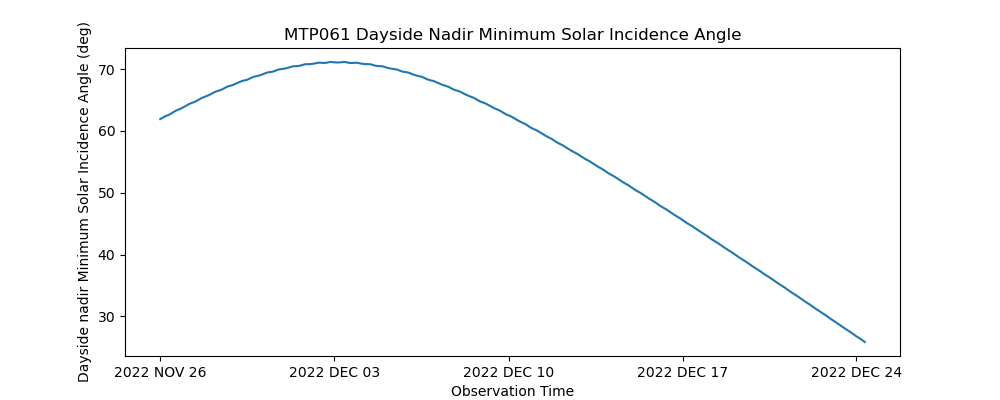 MTP061 Dayside Nadir Minimum Solar Incidence Angle
Dayside nadir Minimum Solar Incidence Angle (deg)
70
60
50
40
30
2022 NOV 26
2022 DEC 03
2022 DEC 10
2022 DEC 17
2022 DEC 24
Observation Time